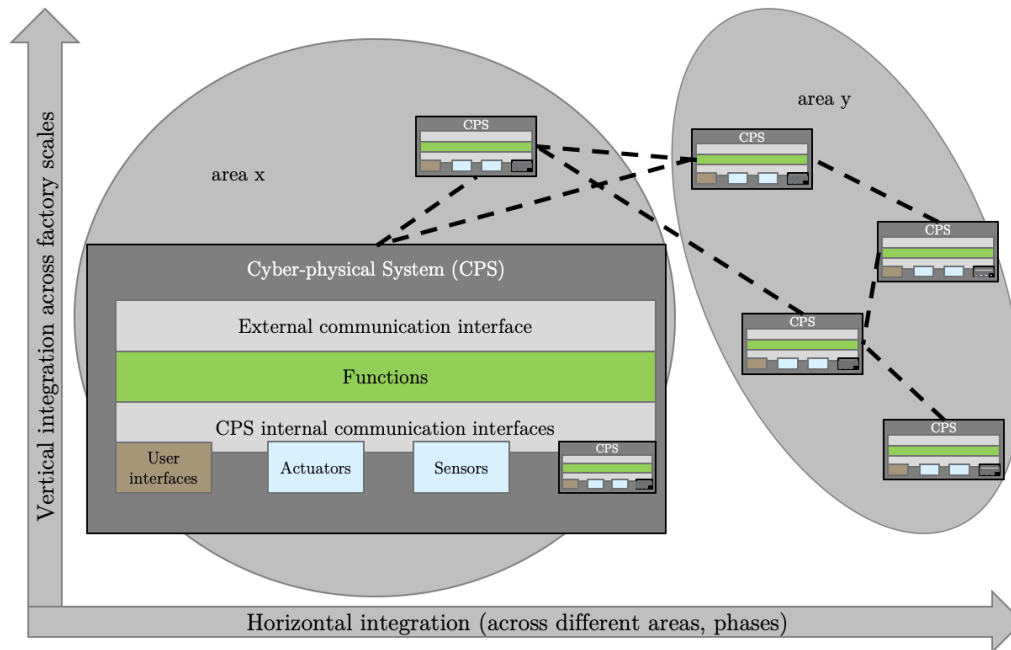 Vertical integration across factory scales
area x
area y
CPS
CPS
CPS
CPS
CPS
Cyber-physical System (CPS)
External communication interface
Functions
CPS internal communication interfaces
User
interfaces
Actuators
Sensors
CPS
Horizontal integration (across different areas, phases)